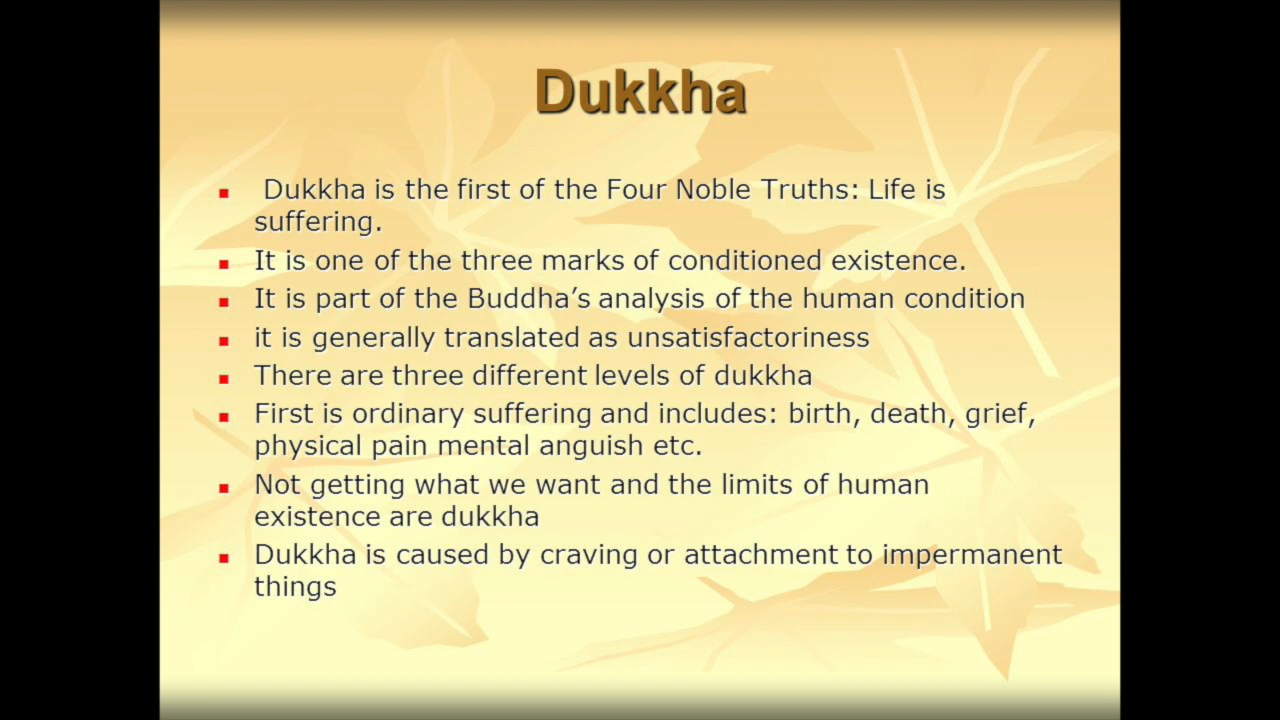 Dukkha
Dukkha is the first of the Four Noble Truths: Life is
suffering.
It is one of the three marks of conditioned existence.
It is part of the Buddha’s analysis of the human condition
it is generally translated as unsatisfactoriness
There are three different levels of dukkha
First is ordinary suffering and includes: birth, death, grief,
physical pain mental anguish etc.
Not getting what we want and the limits of human
existence are dukkha
Dukkha is caused by craving or attachment to impermanent
things